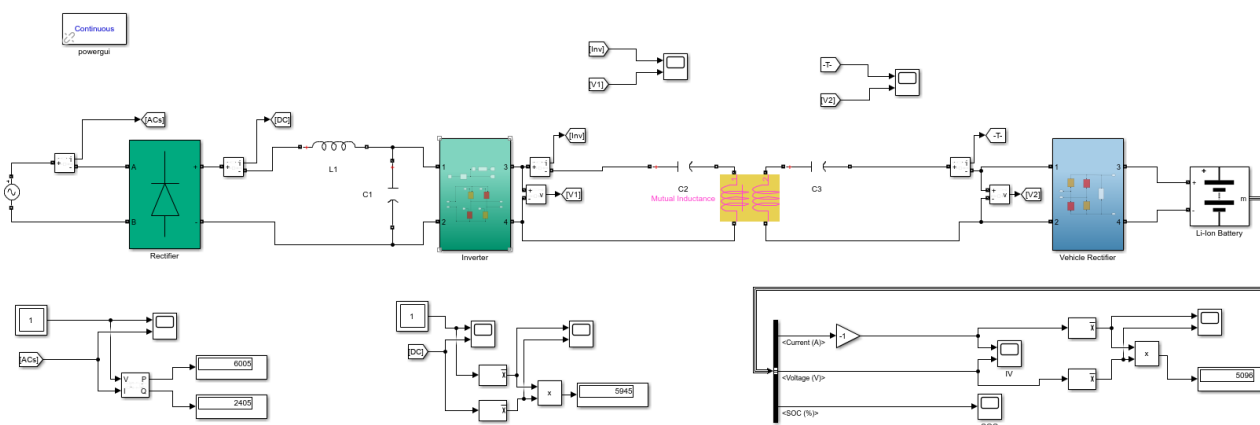 Continuous
powergui
[Inv]
[V1]
-T-
[V2]
[ACs]
[DC]
[Inv]
-T-
i
+
-
A
B
+
-
i
+
-
L1
C1
1
2
3
4
i
+
-
+
-
v
[V1]
C2
Mutual Inductance
C3
i
+
-
+
-
v
[V2]
1
2
3
4
+
-
+
m
Rectifier
Inverter
Vehicle Rectifier
Li-Ion Battery
1
[ACs]
V
I
P
Q
6005
2405
1
[DC]
x
x
×
5945
<Current (A)>
-1
<Voltage (V)>
IV
<SOC (%)>
x
x
×
5096